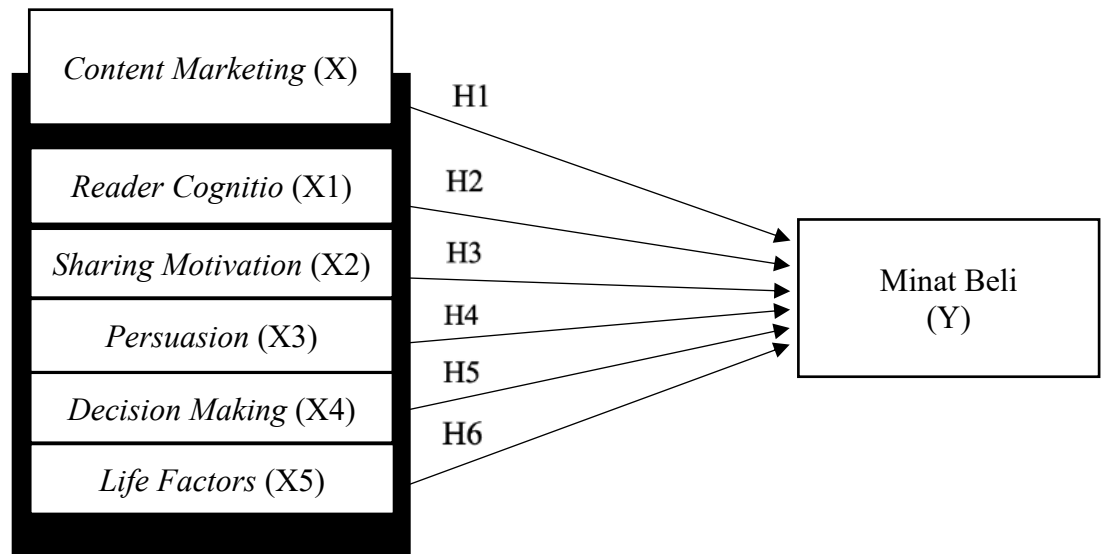 Content Marketing (X)
H1
Reader Cognitio (X1)
H2
Sharing Motivation (X2)
H3
Persuasion (X3)
H4
Decision Making (X4)
H5
Life Factors (X5)
H6
Minat Beli
(Y)